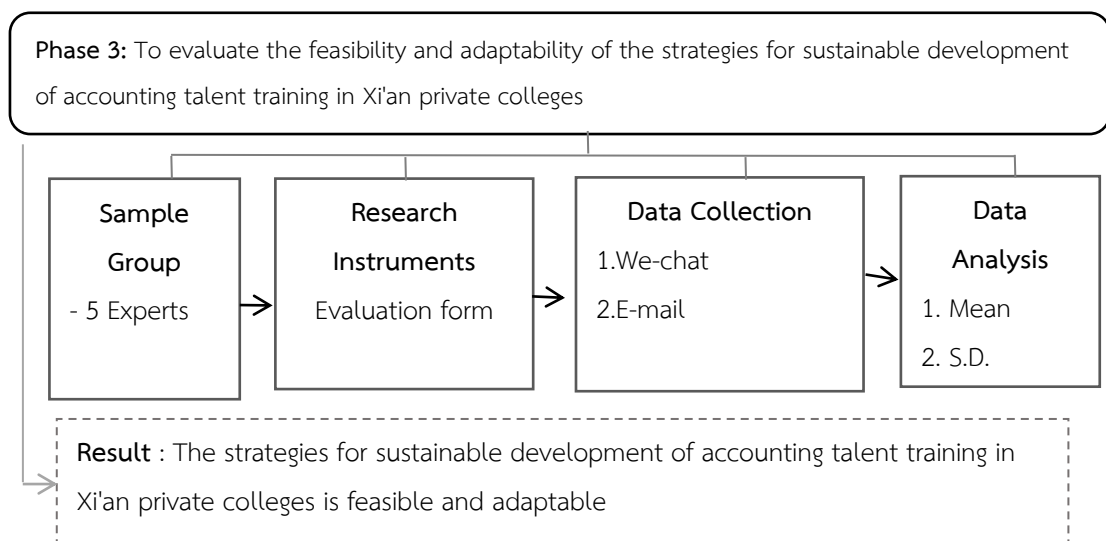 Phase 3: To evaluate the feasibility and adaptability of the strategies for sustainable development
of accounting talent training in Xi'an private colleges
Sample
Group
- 5 Experts
Research
Instruments
Evaluation form
Data Collection
1.We-chat
2.E-mail
Data
Analysis
1. Mean
2. S.D.
Result : The strategies for sustainable development of accounting talent training in
Xi'an private colleges is feasible and adaptable